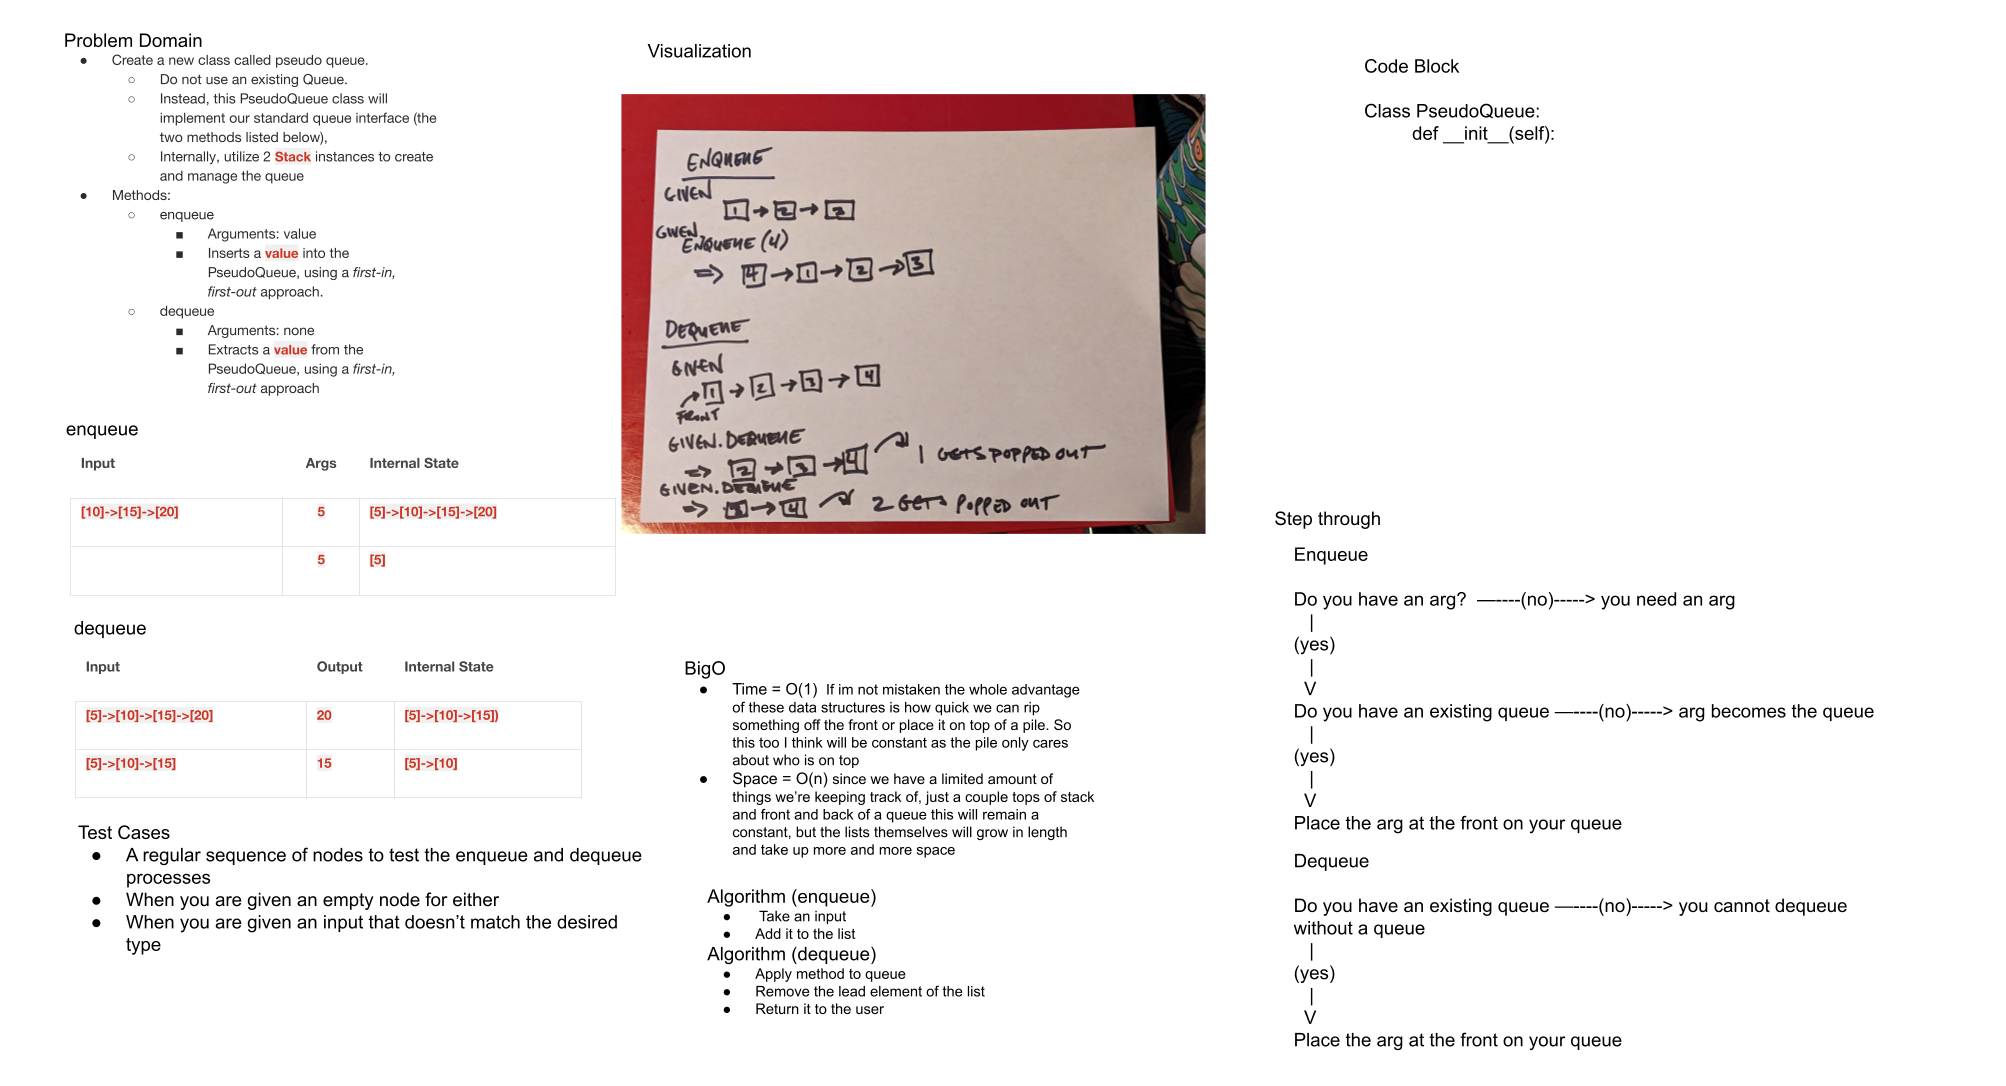 Problem Domain
● Create a new class called pseudo queue.
○ Do not use an existing Queue.
○ Instead, this PseudoQueue class will
implement our standard queue interface (the
two methods listed below),
○ Internally, utilize 2 Stack instances to create
and manage the queue
● Methods:
○ enqueue
■ Arguments: value
■ Inserts a value into the
PseudoQueue, using a first-in,
first-out approach.
○ dequeue
■ Arguments: none
■ Extracts a value from the
PseudoQueue, using a first-in,
first-out approach
enqueue
Input Args Internal State
[10]->[15]->[20] 5 [5]->[10]->[15]->[20]
5 [5]
dequeue
Input Output Internal State
[5]->[10]->[15]->[20] 20 [5]->[10]->[15])
[5]->[10]->[15] 15 [5]->[10]
Test Cases
● A regular sequence of nodes to test the enqueue and dequeue
processes
● When you are given an empty node for either
● When you are given an input that doesn't match the desired
type
Visualization
ENQUEUE
GIVEN
1 → 2 → 3
GIVEN.
ENQUEUE (4)
⇒ 4 → 1 → 2 → 3
DEQUEUE
GIVEN
1 → 2 → 3 → 4
FRONT
GIVEN. DEQUEUE
⇒ 2 → 3 → 4 1 GETS POPPED OUT
GIVEN. DEQUEUE
⇒ 3 → 4 2 GETS POPPED OUT
BigO
● Time = O(1) If im not mistaken the whole advantage
of these data structures is how quick we can rip
something off the front or place it on top of a pile. So
this too I think will be constant as the pile only cares
about who is on top
● Space = O(n) since we have a limited amount of
things we're keeping track of, just a couple tops of stack
and front and back of a queue this will remain a
constant, but the lists themselves will grow in length
and take up more and more space
Algorithm (enqueue)
● Take an input
● Add it to the list
Algorithm (dequeue)
● Apply method to queue
● Remove the lead element of the list
● Return it to the user
Code Block
Class PseudoQueue:
def __init__(self):
Step through
Enqueue
Do you have an arg? —----(no)-----> you need an arg
|
(yes)
|
V
Do you have an existing queue —----(no)-----> arg becomes the queue
|
(yes)
|
V
Place the arg at the front on your queue
Dequeue
Do you have an existing queue —----(no)-----> you cannot dequeue
without a queue
|
(yes)
|
V
Place the arg at the front on your queue